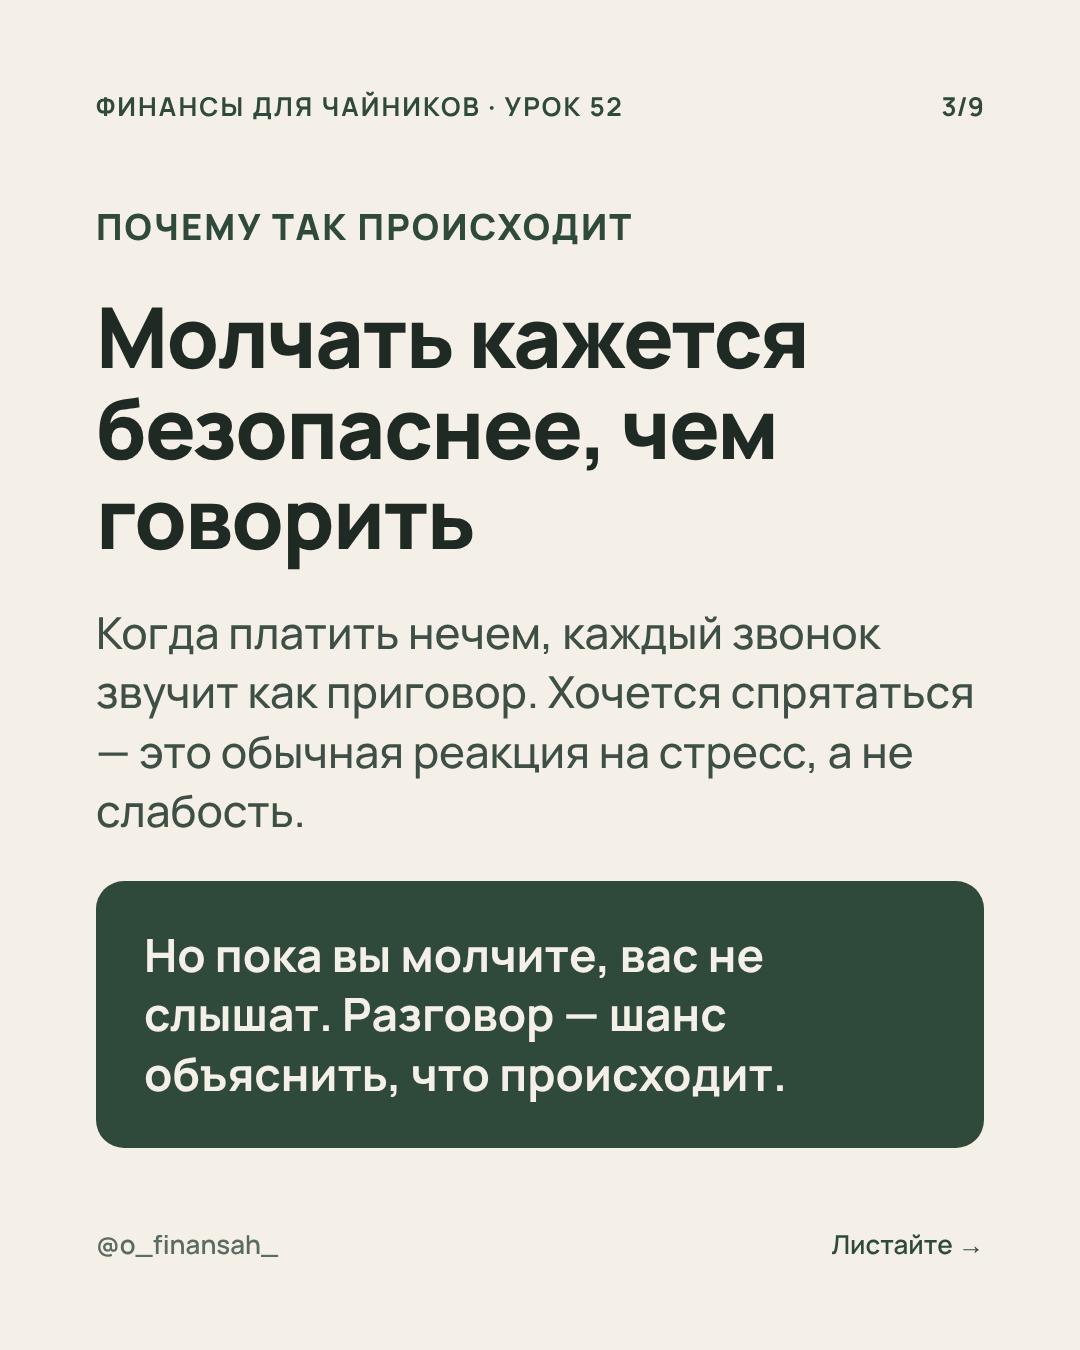 ФИНАНСЫ ДЛЯ ЧАЙНИКОВ · УРОК 52
3/9
ПОЧЕМУ ТАК ПРОИСХОДИТ
Молчать кажется
безопаснее, чем
говорить
Когда платить нечем, каждый звонок
звучит как приговор. Хочется спрятаться
— это обычная реакция на стресс, а не
слабость.
Но пока вы молчите, вас не
слышат. Разговор — шанс
объяснить, что происходит.
@o_finansah_
Листайте →